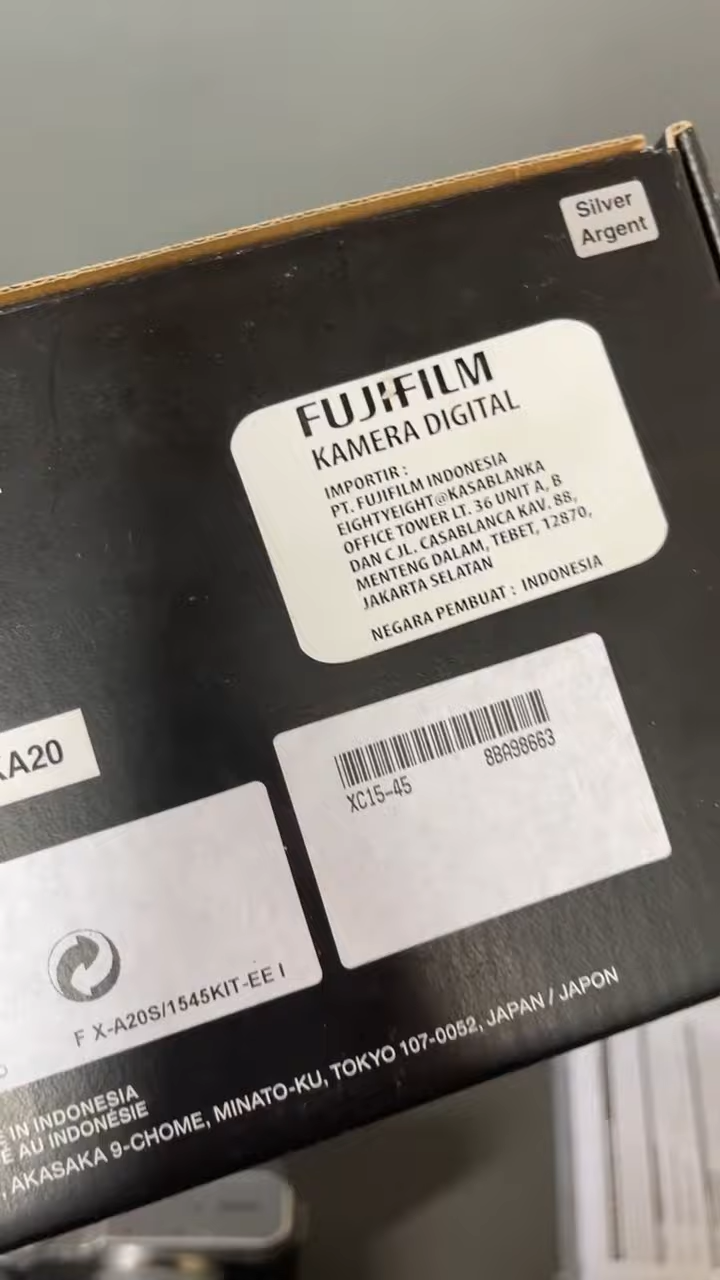 Silver
Argent
FUJIFILM
KAMERA DIGITAL
IMPORTIR :
PT. FUJIFILM INDONESIA
EIGHTYEIGHT@KASABLANKA
OFFICE TOWER LT. 36 UNIT A, B
DAN C JL. CASABLANCA KAV. 88,
MENTENG DALAM, TEBET, 12870,
JAKARTA SELATAN
NEGARA PEMBUAT : INDONESIA
XC15-45 8BA98663
A20
F X-A20S/1545KIT-EE I
IN INDONESIA
AU INDONÉSIE
, AKASAKA 9-CHOME, MINATO-KU, TOKYO 107-0052, JAPAN / JAPON